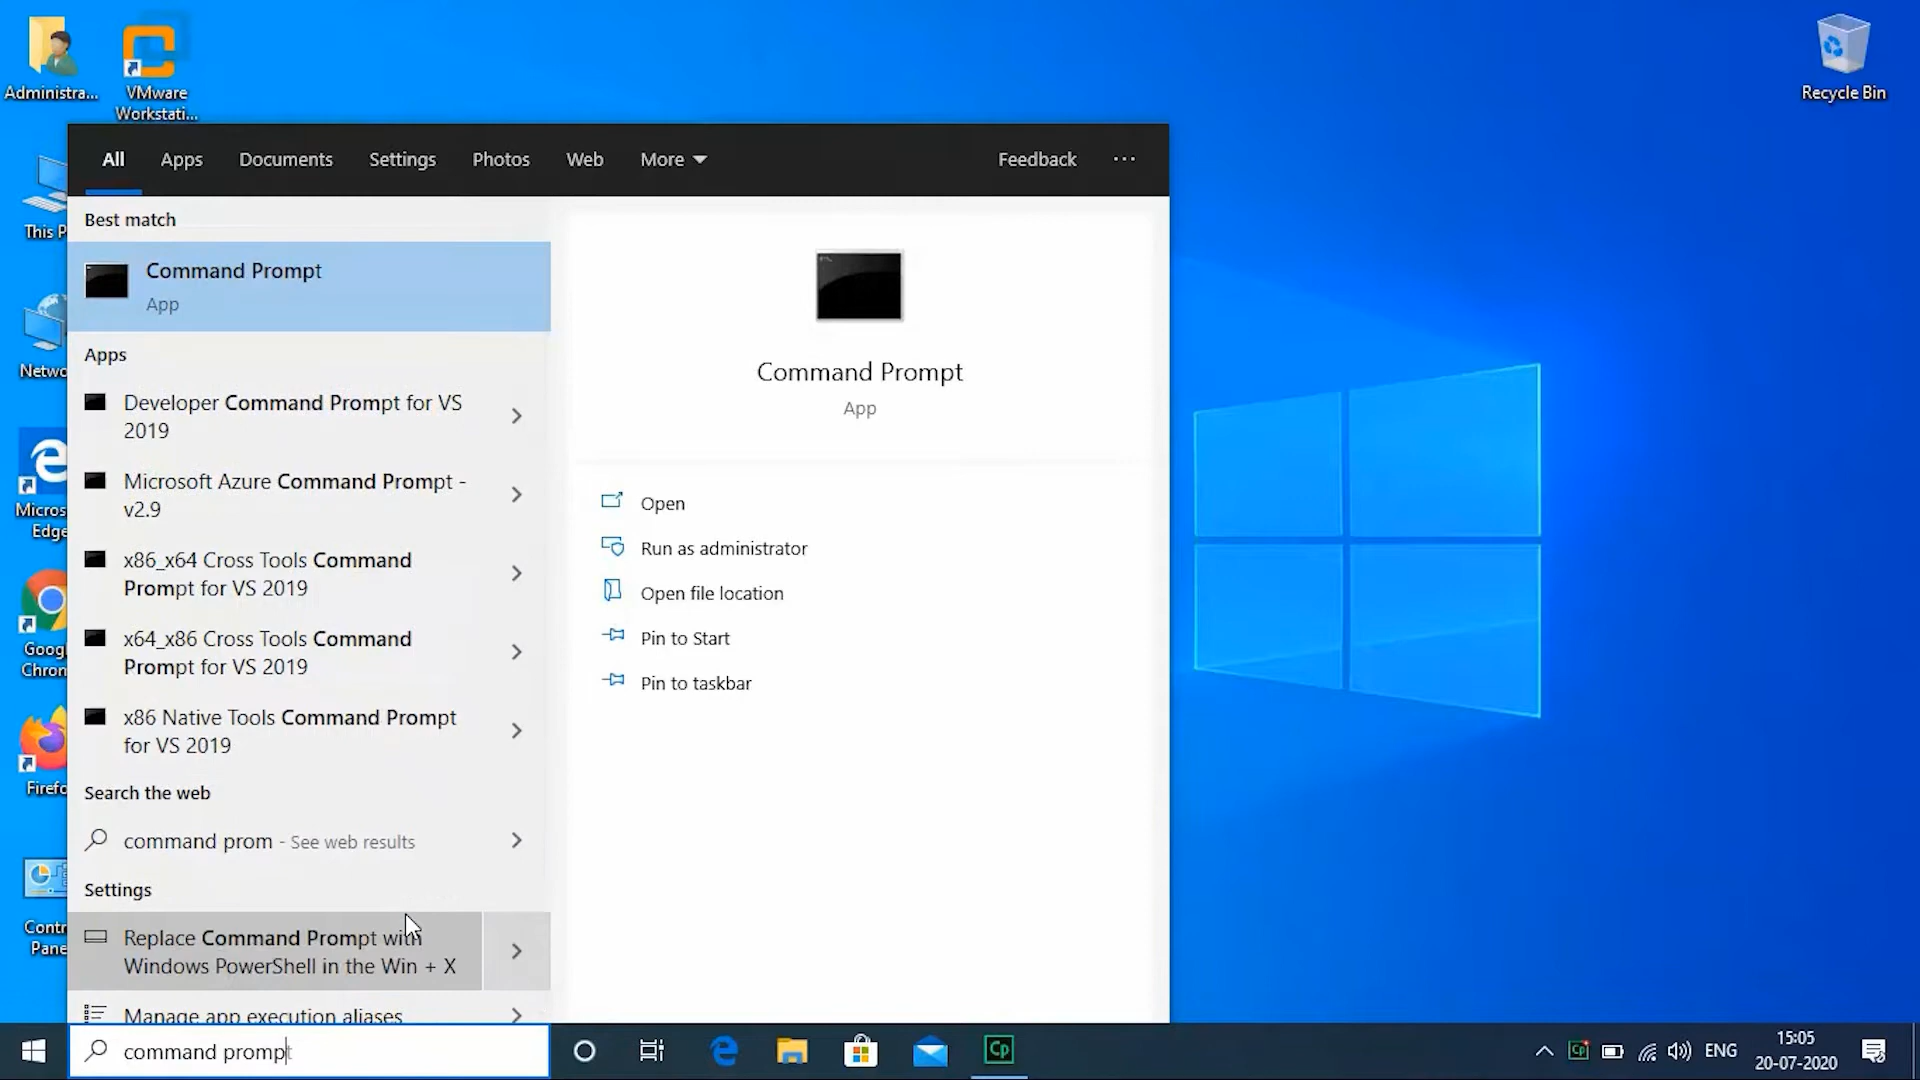 Administra...
VMware
Workstati...
Recycle Bin
All
Apps
Documents
Settings
Photos
Web
More
Feedback
...
Best match
Command Prompt
App
Apps
Developer Command Prompt for VS
2019
Microsoft Azure Command Prompt -
v2.9
x86_x64 Cross Tools Command
Prompt for VS 2019
x64_x86 Cross Tools Command
Prompt for VS 2019
x86 Native Tools Command Prompt
for VS 2019
Search the web
command prom - See web results
Settings
Replace Command Prompt with
Windows PowerShell in the Win + X
Manage app execution aliases
Command Prompt
App
Open
Run as administrator
Open file location
Pin to Start
Pin to taskbar
This P
Netwo
Micros
Edge
Googl
Chrom
Firefo
Contr
Pane
command prompt
Cp
Cp
ENG
15:05
20-07-2020